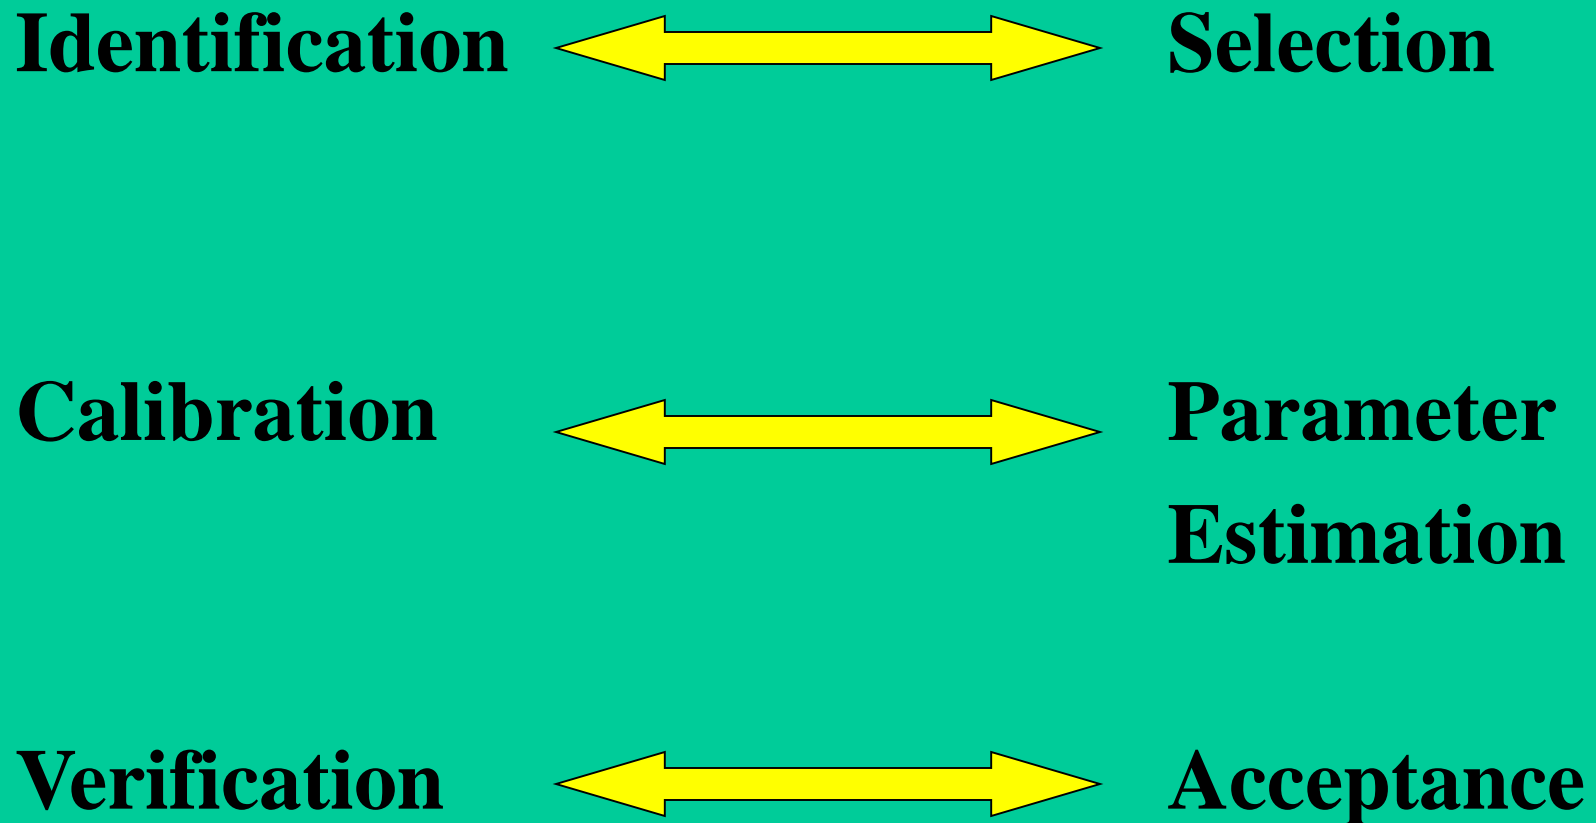 Identification Selection
Calibration Parameter
Estimation
Verification Acceptance